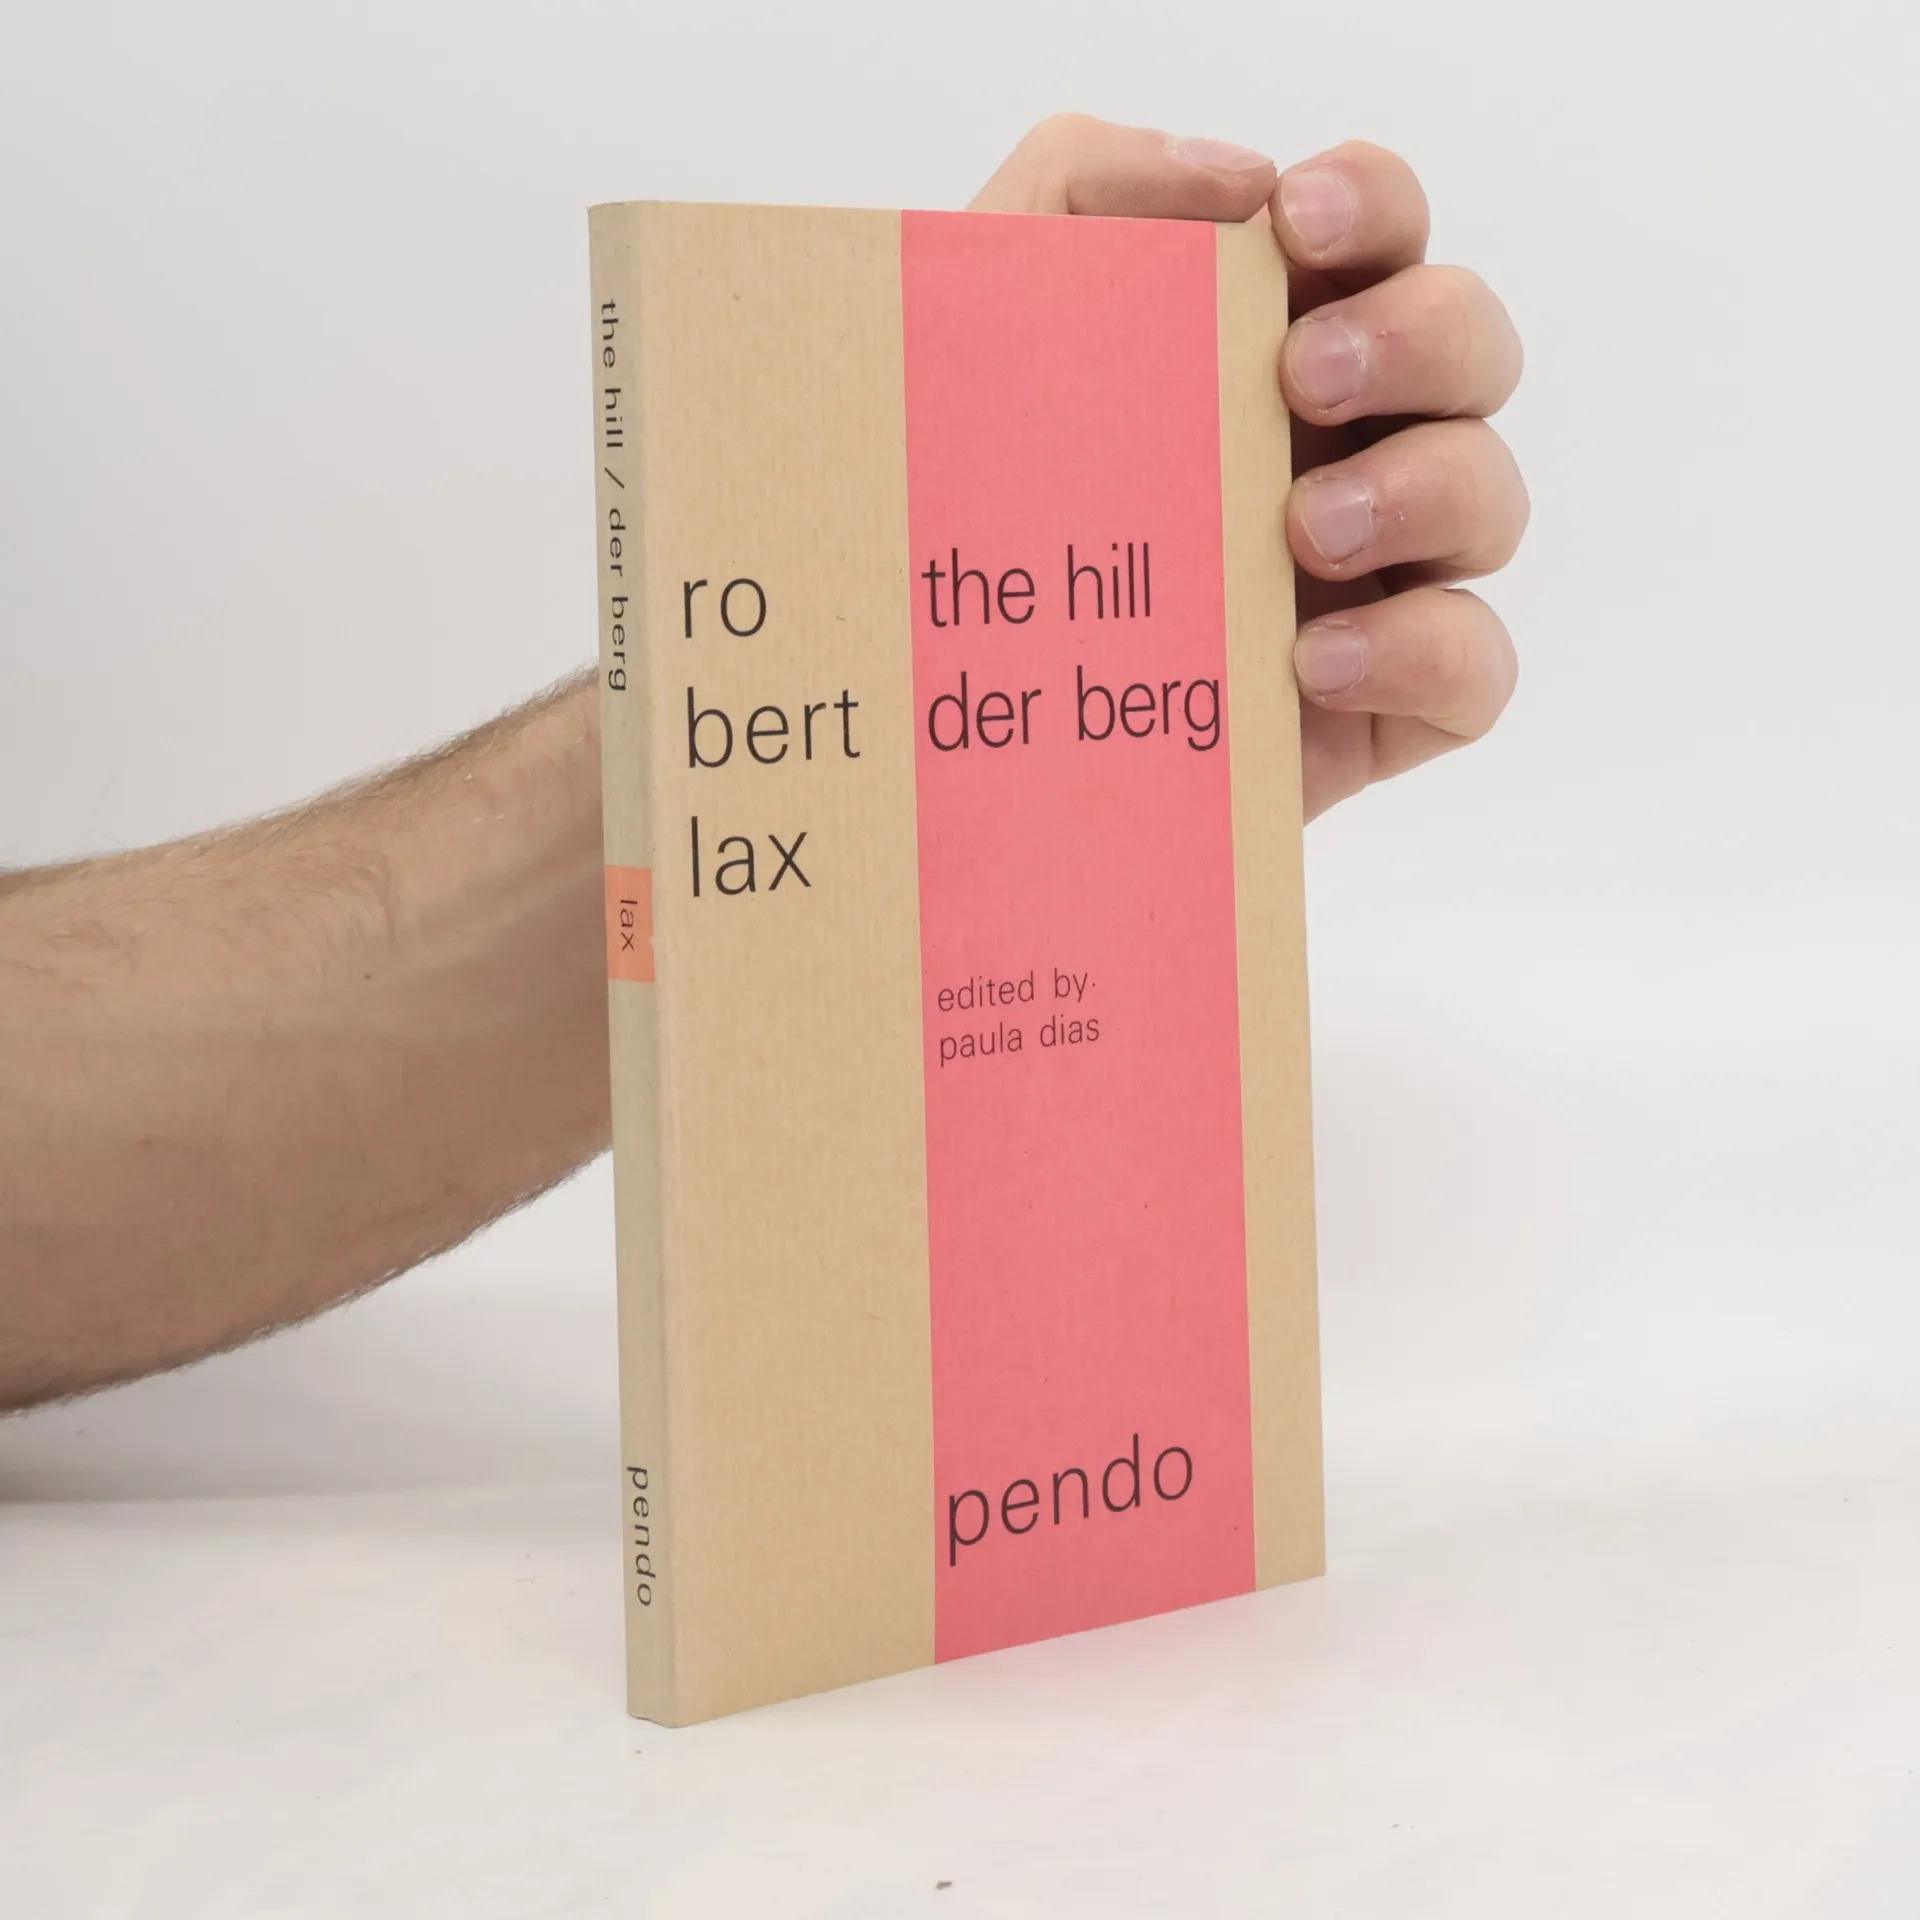 the hill / der berg
lax
pendo
ro
bert
lax
the hill
der berg
edited by
paula dias
pendo